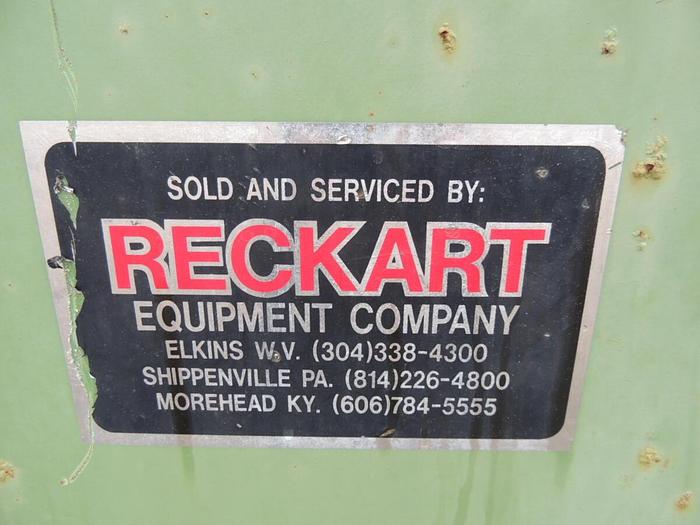 SOLD AND SERVICED BY:
RECKART
EQUIPMENT COMPANY
ELKINS W.V. (304)338-4300
SHIPPENVILLE PA. (814)226-4800
MOREHEAD KY. (606)784-5555